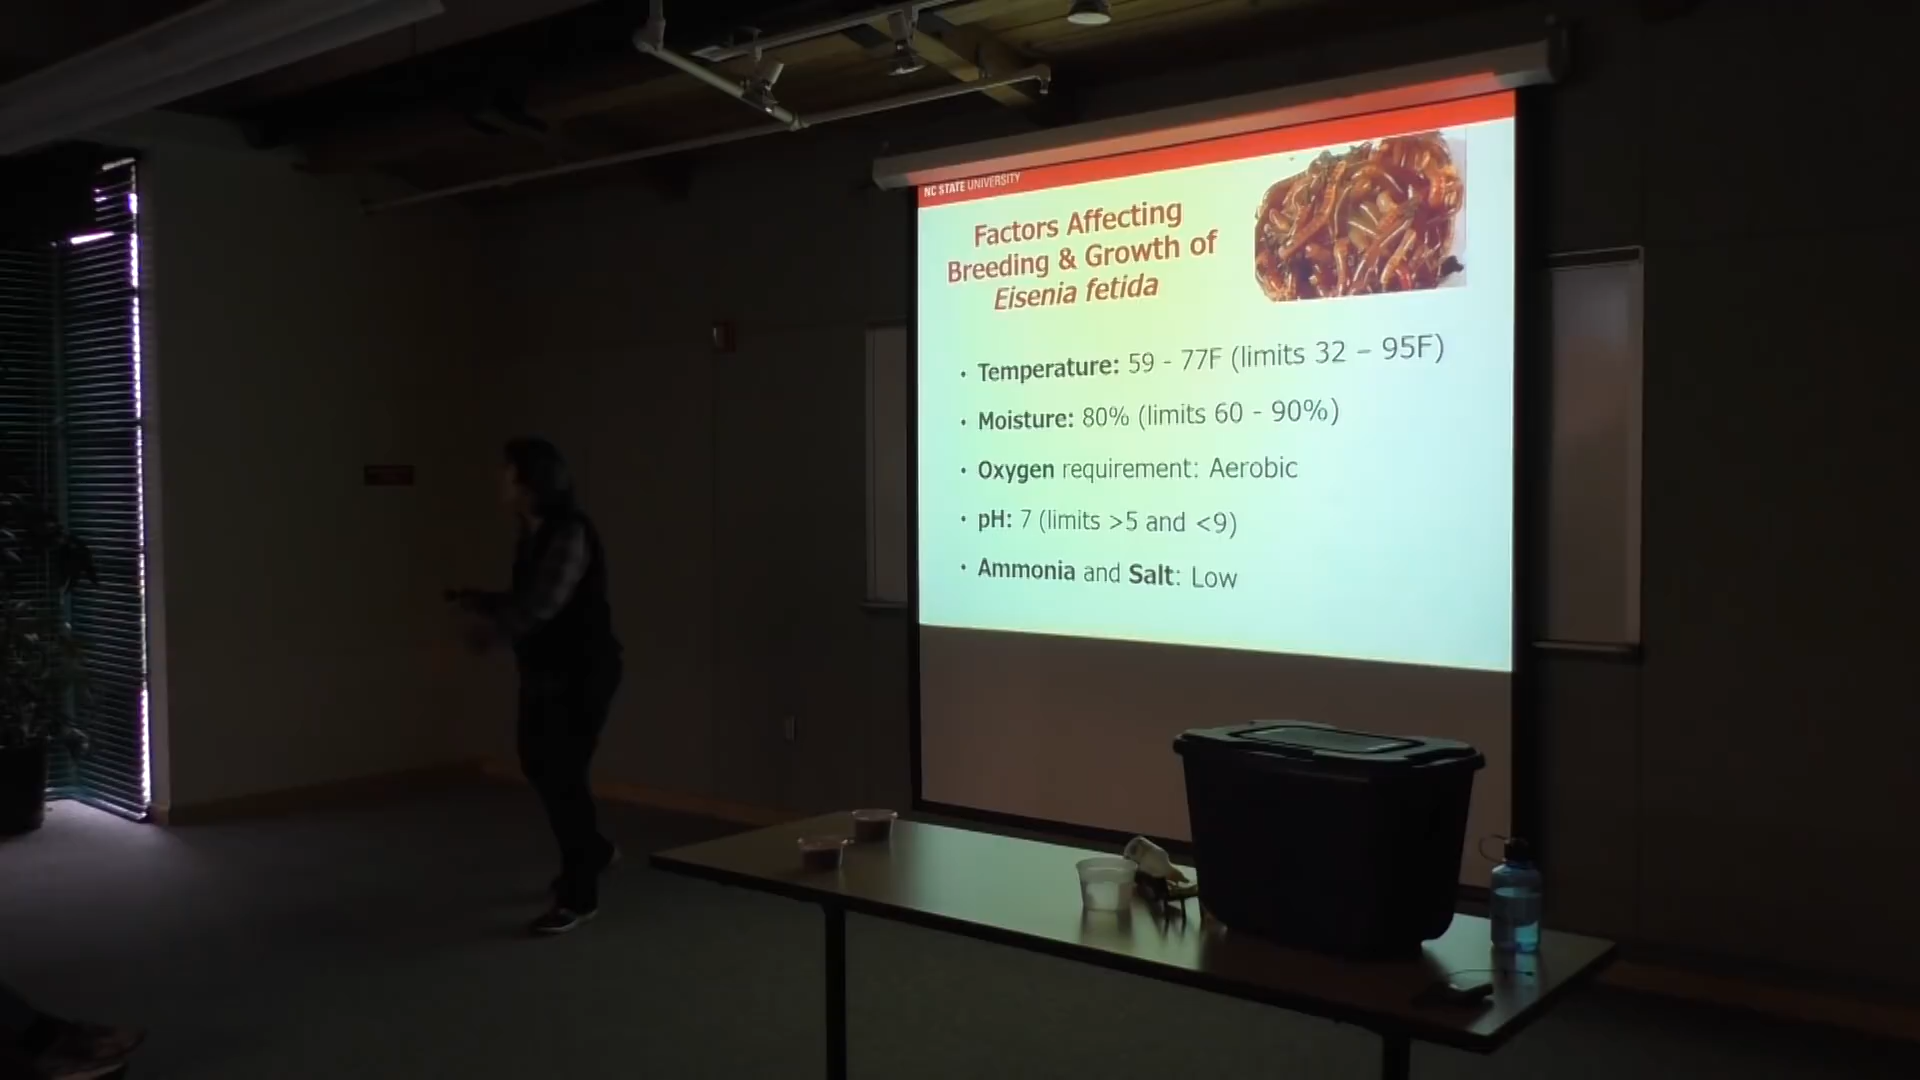 NC STATE UNIVERSITY
Factors Affecting
Breeding & Growth of
Eisenia fetida
• Temperature: 59 - 77F (limits 32 – 95F)
• Moisture: 80% (limits 60 - 90%)
• Oxygen requirement: Aerobic
• pH: 7 (limits >5 and <9)
• Ammonia and Salt: Low